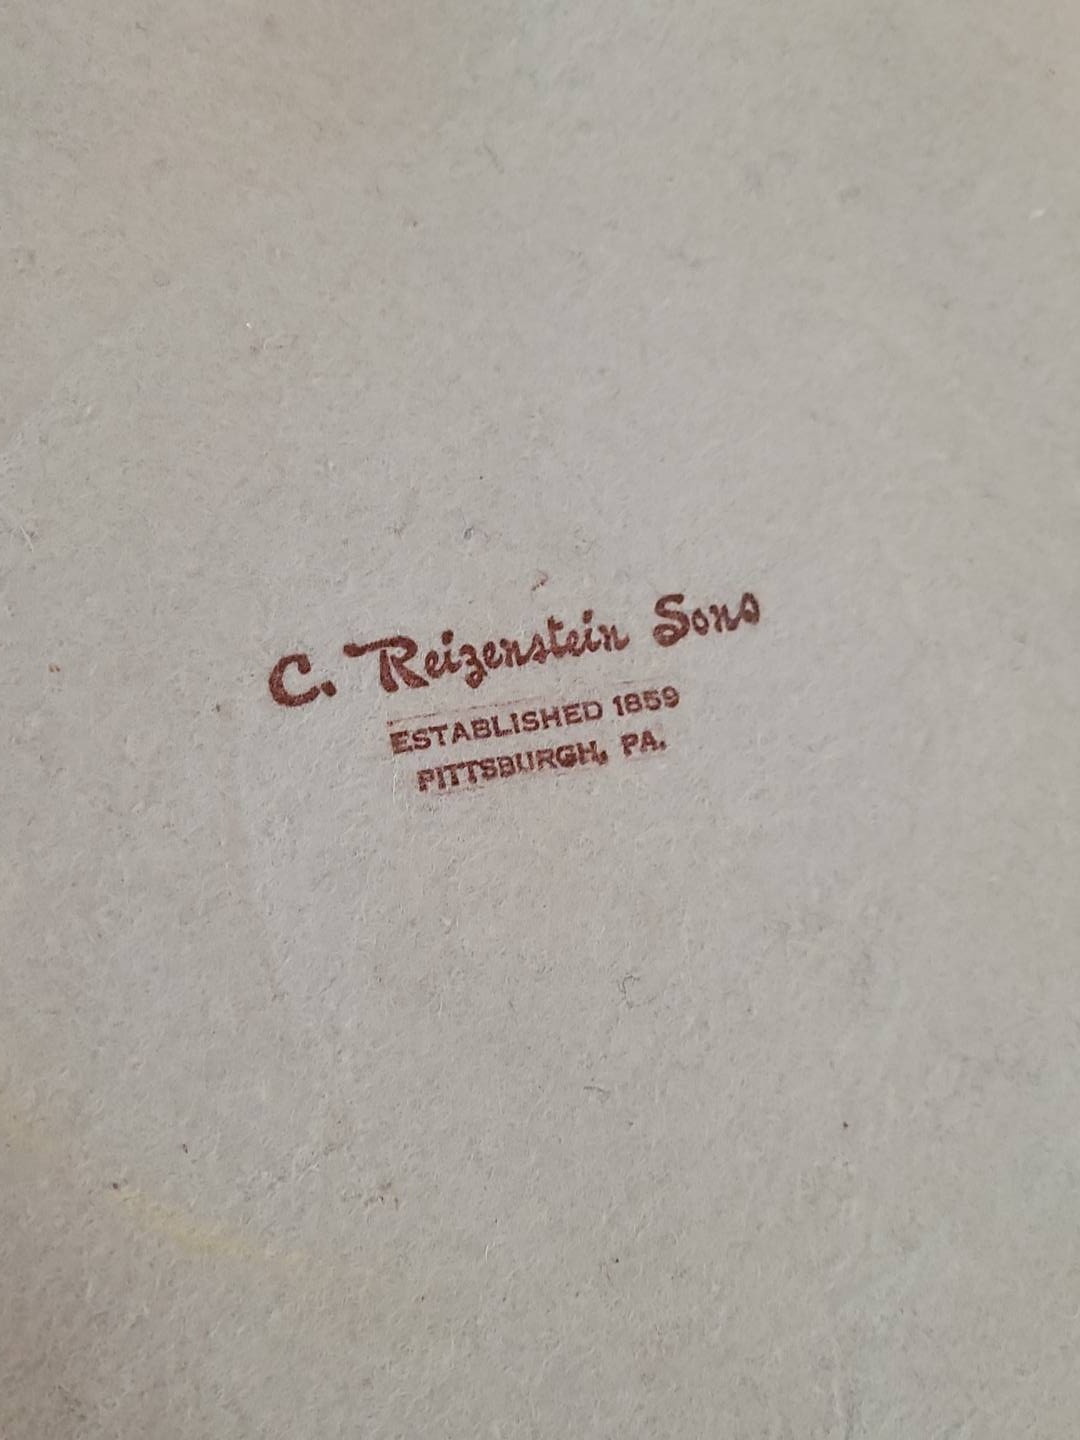 C. Reizenstein Sons
ESTABLISHED 1859
PITTSBURGH, PA.